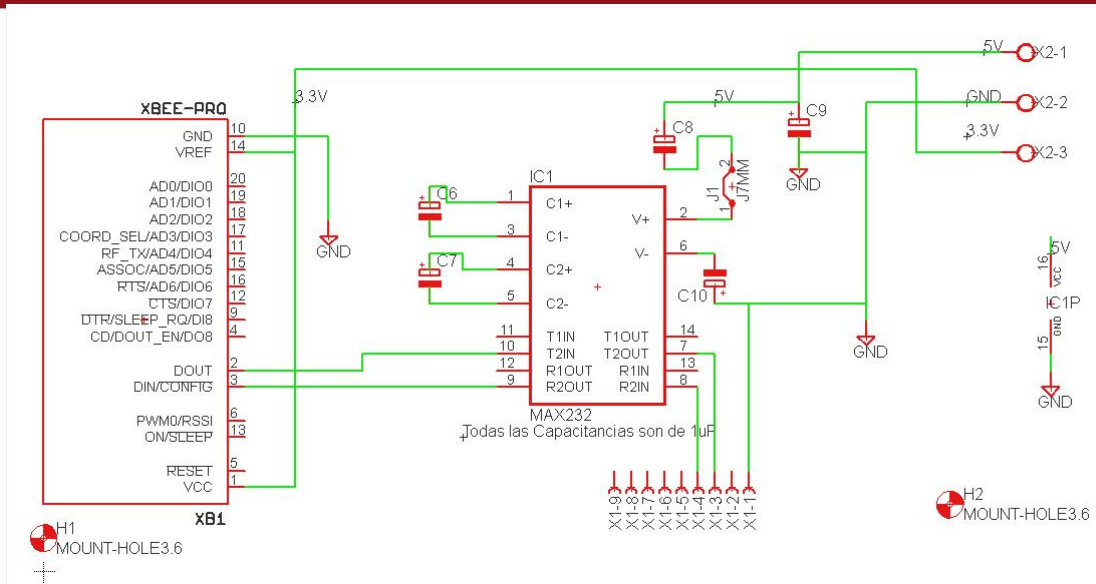 XBEE-PRO
GND 10
VREF 14
AD0/DIO0 20
AD1/DIO1 19
AD2/DIO2 18
COORD_SEL/AD3/DIO3 17
RF_TX/AD4/DIO4 11
ASSOC/AD5/DIO5 15
RTS/AD6/DIO6 16
CTS/DIO7 12
DTR/SLEEP_RQ/DI8 9
CD/DOUT_EN/DO8 4
DOUT 2
DIN/CONFIG 3
PWM0/RSSI 6
ON/SLEEP 13
RESET 5
VCC 1
XB1
H1
MOUNT-HOLE3.6
3.3V
GND
C6
C7
IC1
1 C1+
3 C1-
4 C2+
5 C2-
11 T1IN
10 T2IN
12 R1OUT
9 R2OUT
V+ 2
V- 6
T1OUT 14
T2OUT 7
R1IN 13
R2IN 8
MAX232
Todas las Capacitancias son de 1uF
5V
C8
J1
J7MM
2
1
C9
GND
C10
GND
X1-9
X1-8
X1-7
X1-6
X1-5
X1-4
X1-3
X1-2
X1-1
5V X2-1
GND X2-2
3.3V X2-3
5V
16
VCC
IC1P
GND
15
GND
H2
MOUNT-HOLE3.6